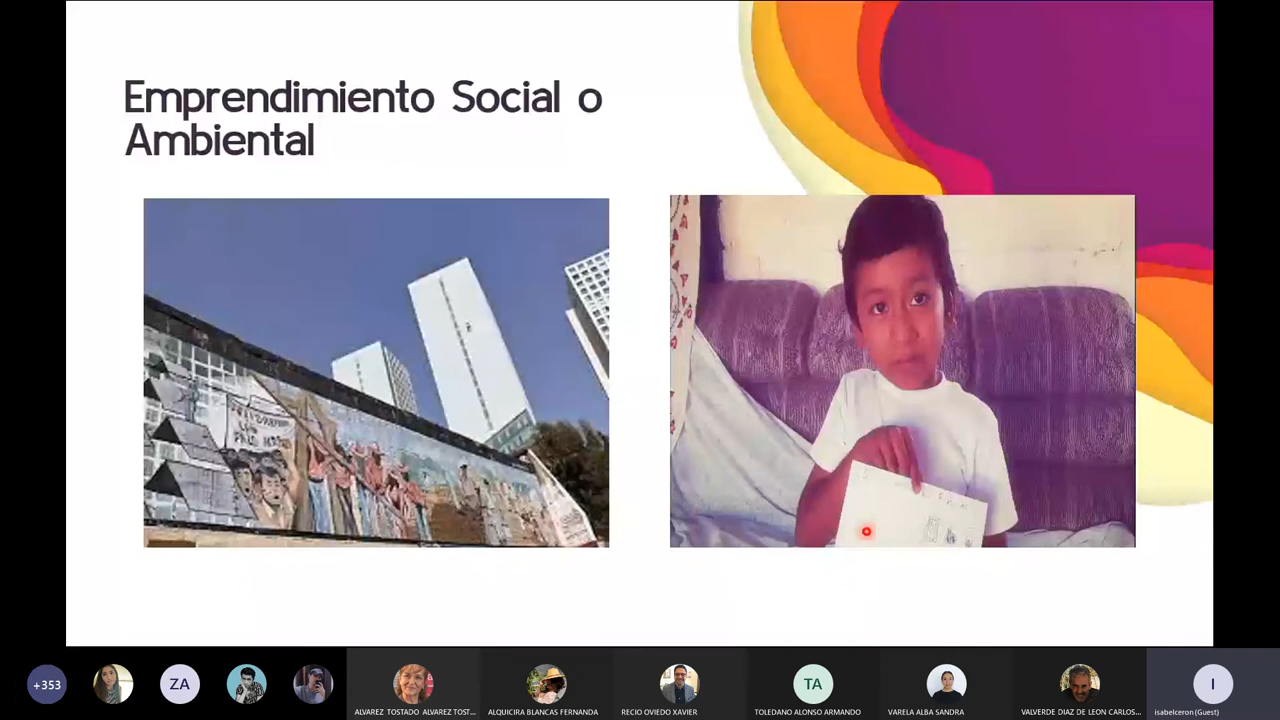 Emprendimiento Social o
Ambiental
+353
ZA
ALVAREZ TOSTADO ALVAREZ TOST...
ALQUICIRA BLANCAS FERNANDA
RECIO OVIEDO XAVIER
TA
TOLEDANO ALONSO ARMANDO
VARELA ALBA SANDRA
VALVERDE DIAZ DE LEON CARLOS...
I
isabelceron (Guest)